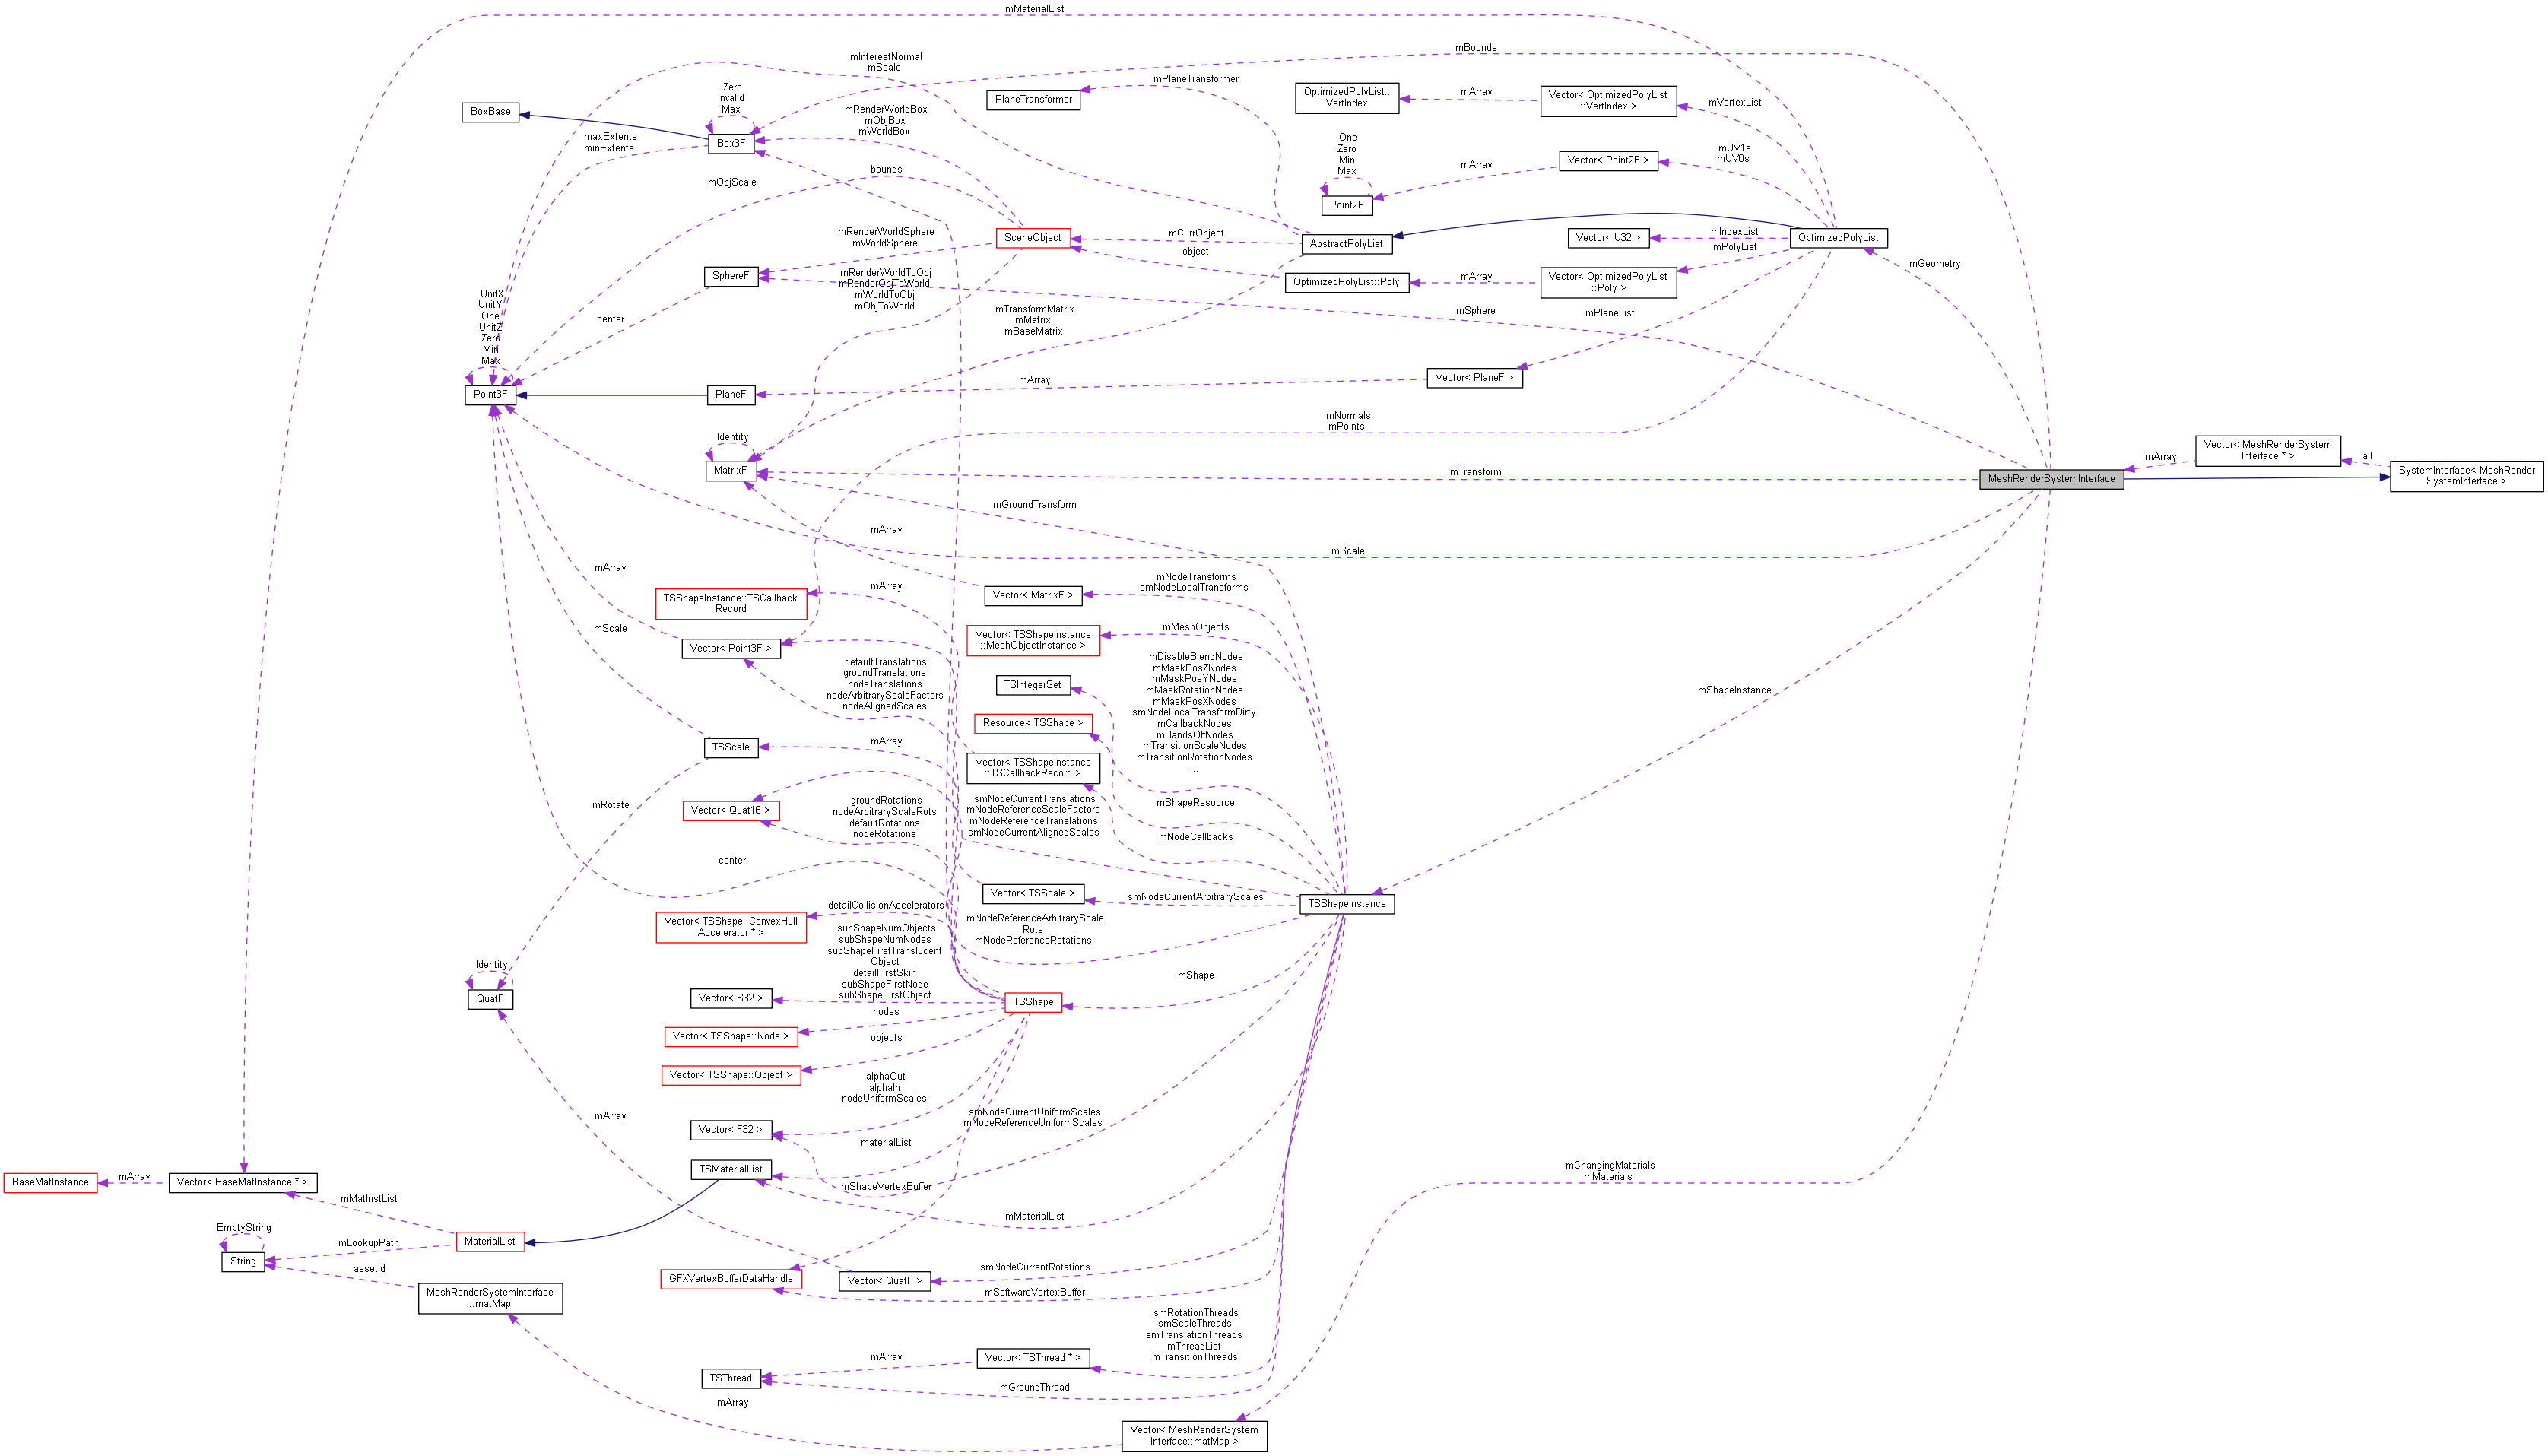 mMaterialList
mBounds
mInterestNormal
mScale
mPlaneTransformer
Zero
Invalid
Max
mRenderWorldBox
mObjBox
mWorldBox
BoxBase
PlaneTransformer
OptimizedPolyList::
VertIndex
mArray
Vector< OptimizedPolyList
::VertIndex >
mVertexList
maxExtents
minExtents
Box3F
One
Zero
Min
Max
mArray
Vector< Point2F >
mUV1s
mUV0s
mObjScale
bounds
Point2F
mRenderWorldSphere
mWorldSphere
SceneObject
mCurrObject
AbstractPolyList
Vector< U32 >
mIndexList
OptimizedPolyList
mPolyList
object
mGeometry
SphereF
mRenderWorldToObj
mRenderObjToWorld
mWorldToObj
mObjToWorld
OptimizedPolyList::Poly
mArray
Vector< OptimizedPolyList
::Poly >
UnitX
UnitY
One
UnitZ
Zero
Min
Max
center
mTransformMatrix
mMatrix
mBaseMatrix
mSphere
mPlaneList
Point3F
PlaneF
mArray
Vector< PlaneF >
mNormals
mPoints
Identity
MatrixF
mTransform
MeshRenderSystemInterface
mArray
Vector< MeshRenderSystem
Interface * >
all
SystemInterface< MeshRender
SystemInterface >
mGroundTransform
mArray
mScale
mArray
TSShapeInstance::TSCallback
Record
mArray
Vector< MatrixF >
mNodeTransforms
smNodeLocalTransforms
mScale
Vector< Point3F >
Vector< TSShapeInstance
::MeshObjectInstance >
mMeshObjects
defaultTranslations
groundTranslations
nodeTranslations
nodeArbitraryScaleFactors
nodeAlignedScales
TSIntegerSet
mDisableBlendNodes
mMaskPosZNodes
mMaskPosYNodes
mMaskRotationNodes
mMaskPosXNodes
smNodeLocalTransformDirty
mCallbackNodes
mHandsOffNodes
mTransitionScaleNodes
mTransitionRotationNodes
...
mShapeInstance
Resource< TSShape >
TSScale
mArray
Vector< TSShapeInstance
::TSCallbackRecord >
mRotate
Vector< Quat16 >
groundRotations
nodeArbitraryScaleRots
defaultRotations
nodeRotations
smNodeCurrentTranslations
mNodeReferenceScaleFactors
mNodeReferenceTranslations
smNodeCurrentAlignedScales
mShapeResource
mNodeCallbacks
center
Vector< TSScale >
smNodeCurrentArbitraryScales
TSShapeInstance
Vector< TSShape::ConvexHull
Accelerator * >
detailCollisionAccelerators
mNodeReferenceArbitraryScale
Rots
mNodeReferenceRotations
subShapeNumObjects
subShapeNumNodes
subShapeFirstTranslucent
Object
detailFirstSkin
subShapeFirstNode
subShapeFirstObject
mShape
Identity
QuatF
Vector< S32 >
TSShape
nodes
Vector< TSShape::Node >
objects
Vector< TSShape::Object >
alphaOut
alphaIn
nodeUniformScales
mArray
Vector< F32 >
smNodeCurrentUniformScales
mNodeReferenceUniformScales
materialList
TSMaterialList
mShapeVertexBuffer
mChangingMaterials
mMaterials
BaseMatInstance
mArray
Vector< BaseMatInstance * >
mMatInstList
mMaterialList
EmptyString
String
mLookupPath
MaterialList
assetId
smNodeCurrentRotations
GFXVertexBufferDataHandle
Vector< QuatF >
mSoftwareVertexBuffer
MeshRenderSystemInterface
::matMap
smRotationThreads
smScaleThreads
smTranslationThreads
mThreadList
mTransitionThreads
mArray
Vector< TSThread * >
TSThread
mGroundThread
mArray
Vector< MeshRenderSystem
Interface::matMap >